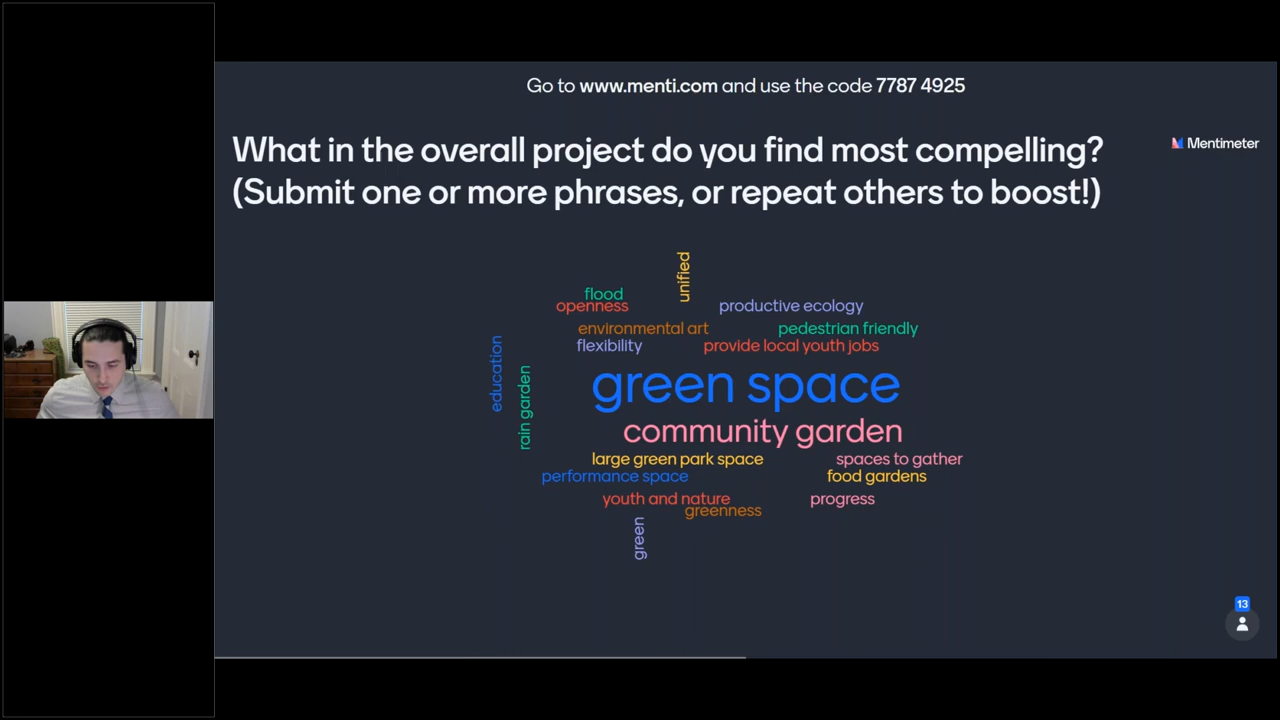 Go to www.menti.com and use the code 7787 4925
What in the overall project do you find most compelling?
(Submit one or more phrases, or repeat others to boost!)
Mentimeter
unified
flood
openness
productive ecology
environmental art
pedestrian friendly
flexibility
provide local youth jobs
education
rain garden
green space
community garden
large green park space
spaces to gather
performance space
food gardens
youth and nature
progress
greenness
green
13